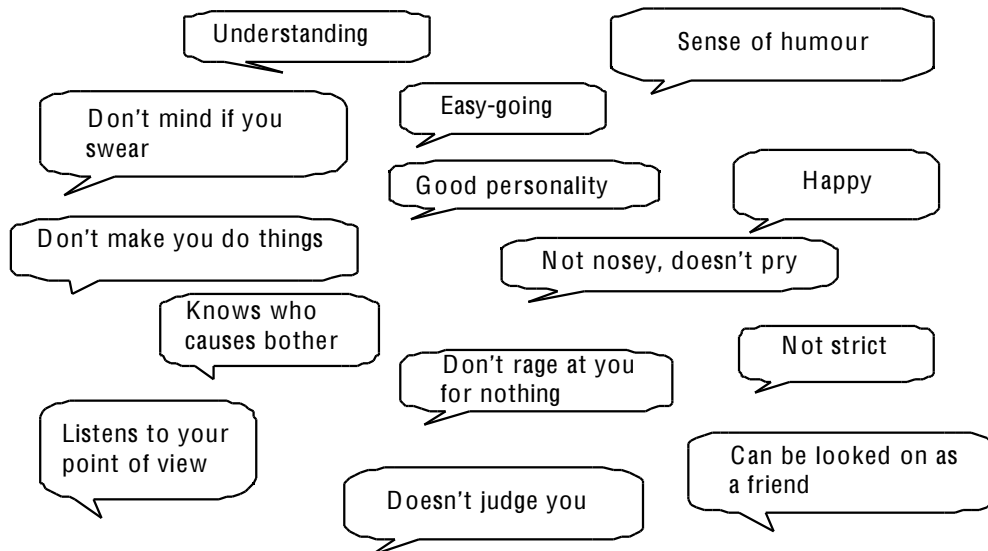 Understanding
Sense of humour
Easy-going
Don't mind if you
swear
Good personality
Happy
Don't make you do things
Not nosey, doesn't pry
Knows who
causes bother
Not strict
Don't rage at you
for nothing
Listens to your
point of view
Can be looked on as
a friend
Doesn't judge you